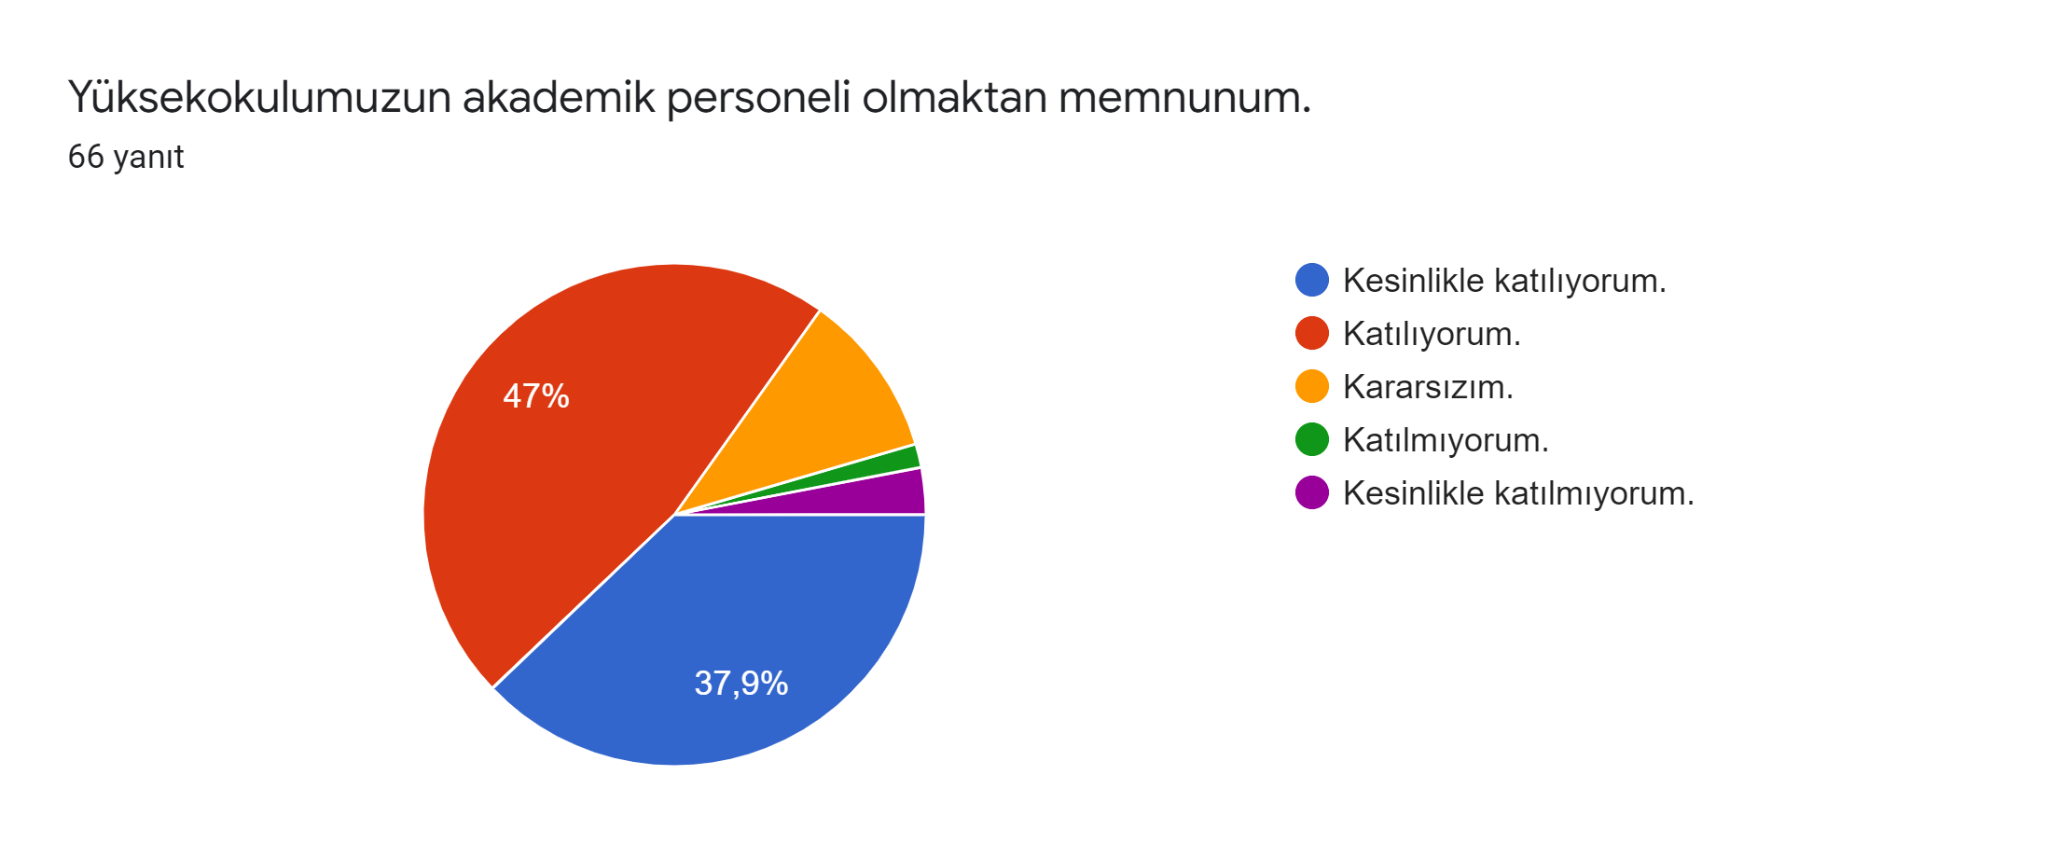 Yüksekokulumuzun akademik personeli olmaktan memnunum.
66 yanıt
47%
37,9%
Kesinlikle katılıyorum.
Katılıyorum.
Kararsızım.
Katılmıyorum.
Kesinlikle katılmıyorum.